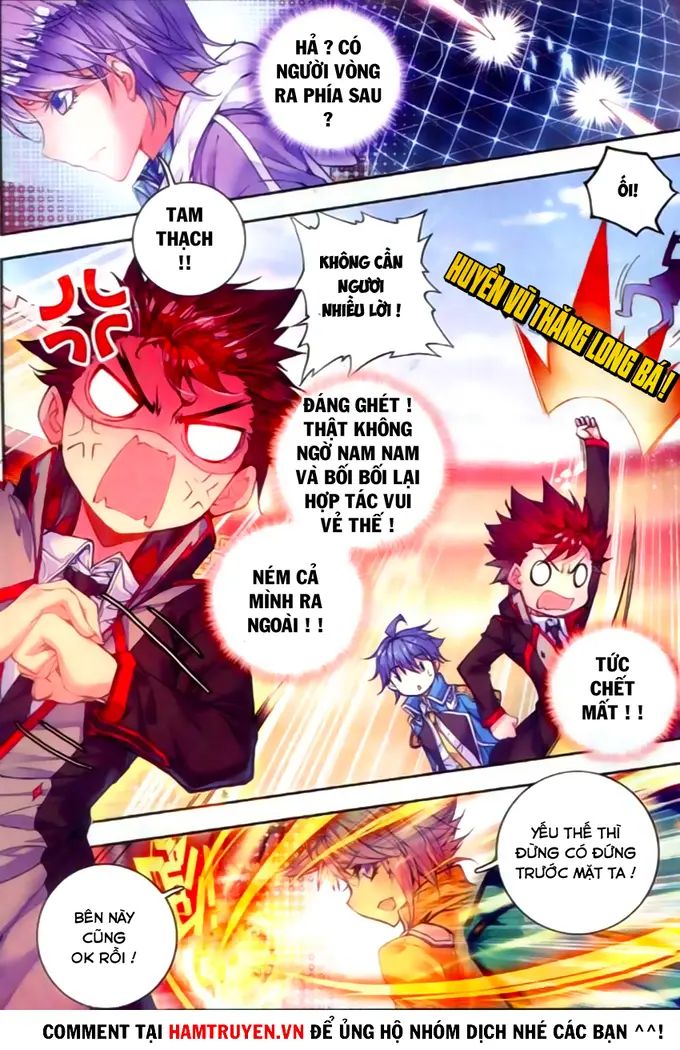 HẢ ? CÓ
NGƯỜI VÒNG
RA PHÍA SAU
?
ỐI!
TAM
THẠCH
!!
KHÔNG CẦN
NGƯƠI
NHIỀU LỜI !
HUYỀN VŨ THĂNG LONG BÁ !
ĐÁNG GHÉT !
THẬT KHÔNG
NGỜ NAM NAM
VÀ BỐI BỐI LẠI
HỢP TÁC VUI
VẺ THẾ !
NÉM CẢ
MÌNH RA
NGOÀI ! !
TỨC
CHẾT
MẤT ! !
YẾU THẾ THÌ
ĐỪNG CÓ ĐỨNG
TRƯỚC MẶT TA !
BÊN NÀY
CŨNG
OK RỒI !
COMMENT TẠI HAMTRUYEN.VN ĐỂ ỦNG HỘ NHÓM DỊCH NHÉ CÁC BẠN ^^!